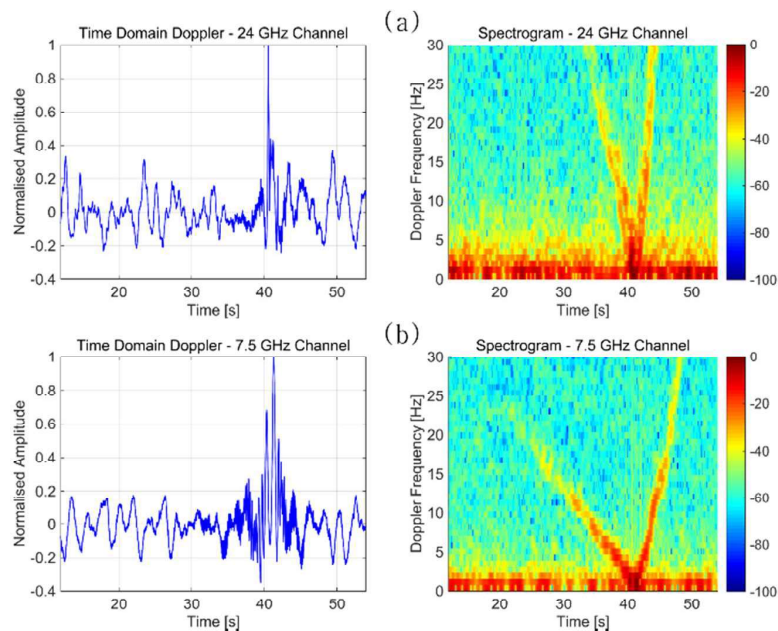 (a)
Time Domain Doppler - 24 GHz Channel
Normalised Amplitude
1
0.8
0.6
0.4
0.2
0
-0.2
-0.4
20 30 40 50
Time [s]
Spectrogram - 24 GHz Channel
Doppler Frequency [Hz]
30
25
20
15
10
5
0
20 30 40 50
Time [s]
0
-20
-40
-60
-80
-100
(b)
Time Domain Doppler - 7.5 GHz Channel
Normalised Amplitude
1
0.8
0.6
0.4
0.2
0
-0.2
-0.4
20 30 40 50
Time [s]
Spectrogram - 7.5 GHz Channel
Doppler Frequency [Hz]
30
25
20
15
10
5
0
20 30 40 50
Time [s]
0
-20
-40
-60
-80
-100